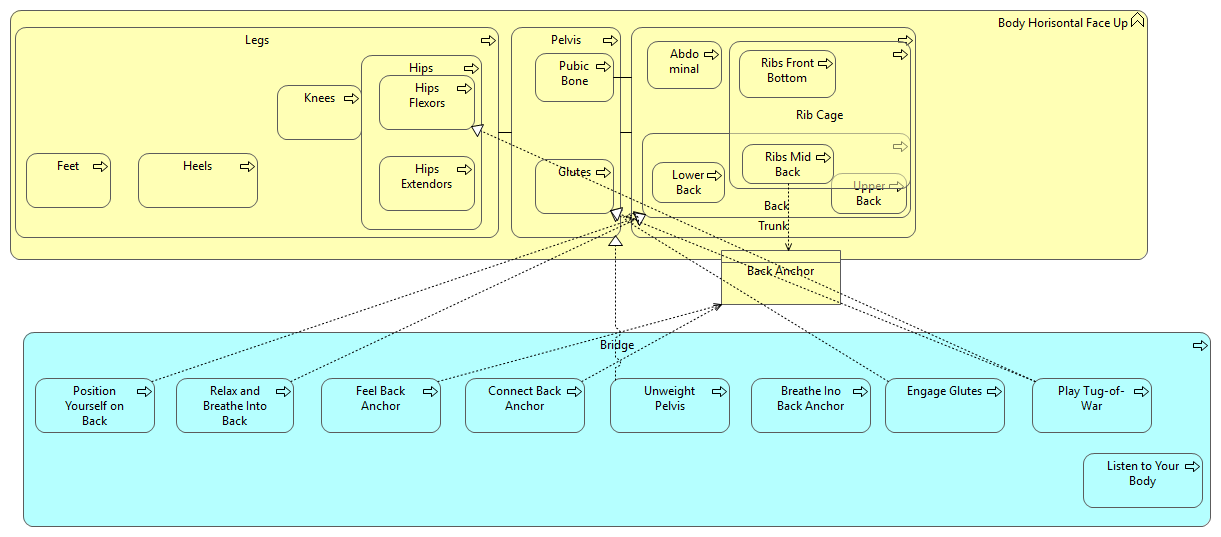 Body Horisontal Face Up
Legs
Pelvis
Hips
Pubic
Bone
Abdo
minal
Ribs Front
Bottom
Hips
Flexors
Knees
Rib Cage
Feet
Heels
Hips
Extendors
Glutes
Lower
Back
Ribs Mid
Back
Upper
Back
Back
Trunk
Back Anchor
Bridge
Position
Yourself on
Back
Relax and
Breathe Into
Back
Feel Back
Anchor
Connect Back
Anchor
Unweight
Pelvis
Breathe Ino
Back Anchor
Engage Glutes
Play Tug-of-
War
Listen to Your
Body